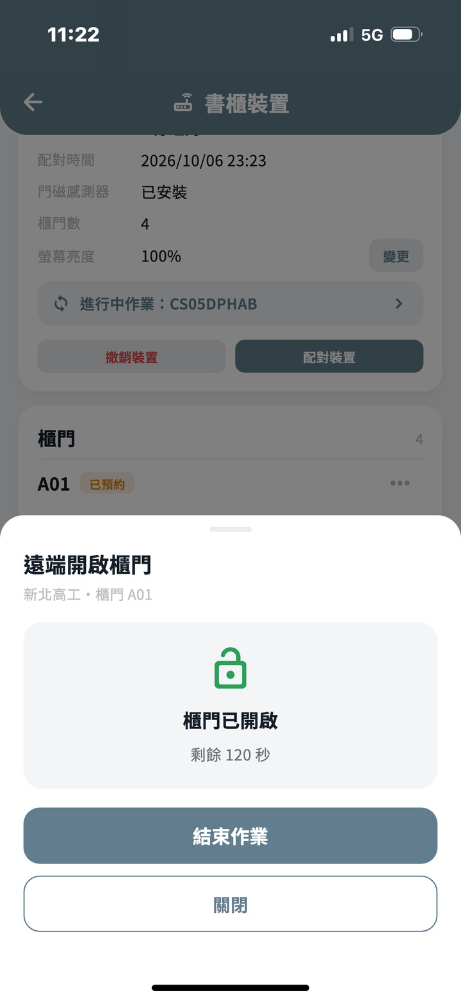 11:22
5G
書櫃裝置
配對時間 2026/10/06 23:23
門磁感測器 已安裝
櫃門數 4
螢幕亮度 100% 變更
進行中作業：CS05DPHAB
撤銷裝置 配對裝置
櫃門 4
A01 已預約
遠端開啟櫃門
新北高工・櫃門 A01
櫃門已開啟
剩餘 120 秒
結束作業
關閉